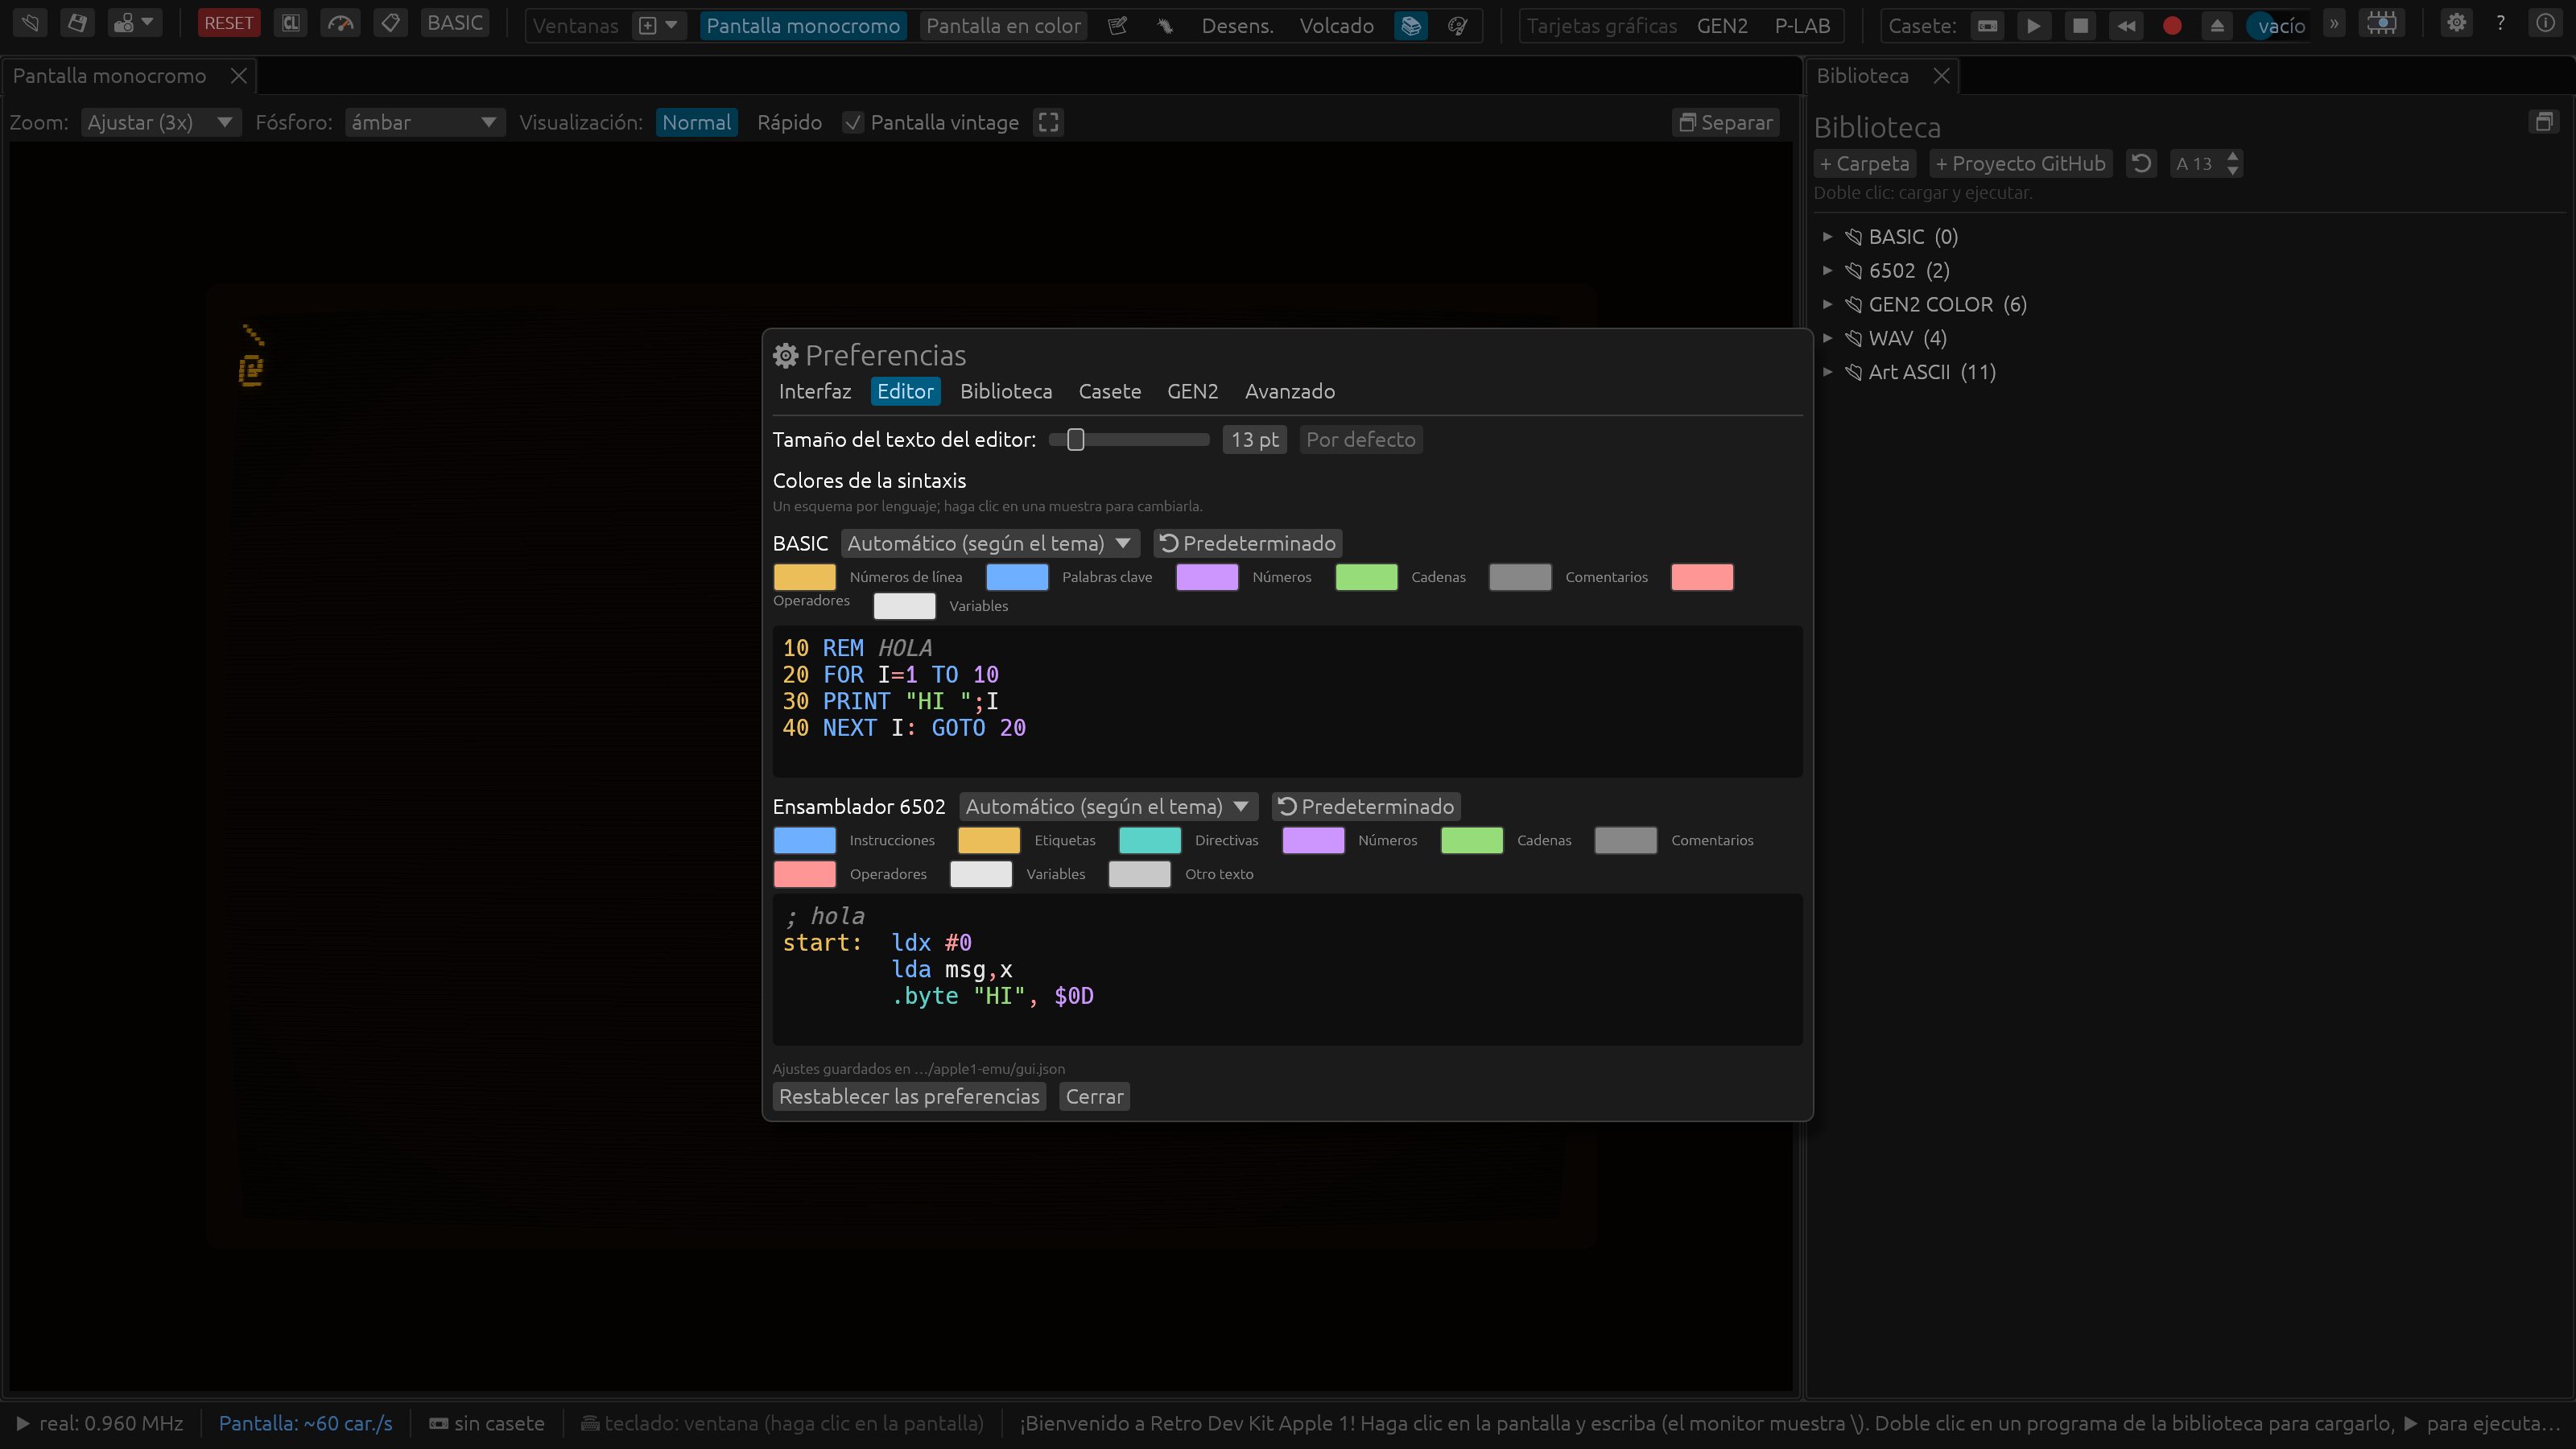 RESET BASIC Ventanas Pantalla monocromo Pantalla en color Desens. Volcado Tarjetas gráficas GEN2 P-LAB Casete: vacío » ?
Pantalla monocromo
Zoom: Ajustar (3x) Fósforo: ámbar Visualización: Normal Rápido Pantalla vintage Separar
\
@
Biblioteca
Biblioteca
+ Carpeta + Proyecto GitHub A 13
Doble clic: cargar y ejecutar.
BASIC (0)
6502 (2)
GEN2 COLOR (6)
WAV (4)
Art ASCII (11)
Preferencias
Interfaz Editor Biblioteca Casete GEN2 Avanzado
Tamaño del texto del editor: 13 pt Por defecto
Colores de la sintaxis
Un esquema por lenguaje; haga clic en una muestra para cambiarla.
BASIC Automático (según el tema) Predeterminado
Números de línea Palabras clave Números Cadenas Comentarios
Operadores Variables
10 REM HOLA
20 FOR I=1 TO 10
30 PRINT "HI ";I
40 NEXT I: GOTO 20
Ensamblador 6502 Automático (según el tema) Predeterminado
Instrucciones Etiquetas Directivas Números Cadenas Comentarios
Operadores Variables Otro texto
; hola
start: ldx #0
lda msg,x
.byte "HI", $0D
Ajustes guardados en …/apple1-emu/gui.json
Restablecer las preferencias Cerrar
real: 0.960 MHz Pantalla: ~60 car./s sin casete teclado: ventana (haga clic en la pantalla) ¡Bienvenido a Retro Dev Kit Apple 1! Haga clic en la pantalla y escriba (el monitor muestra \). Doble clic en un programa de la biblioteca para cargarlo, ▶ para ejecuta…